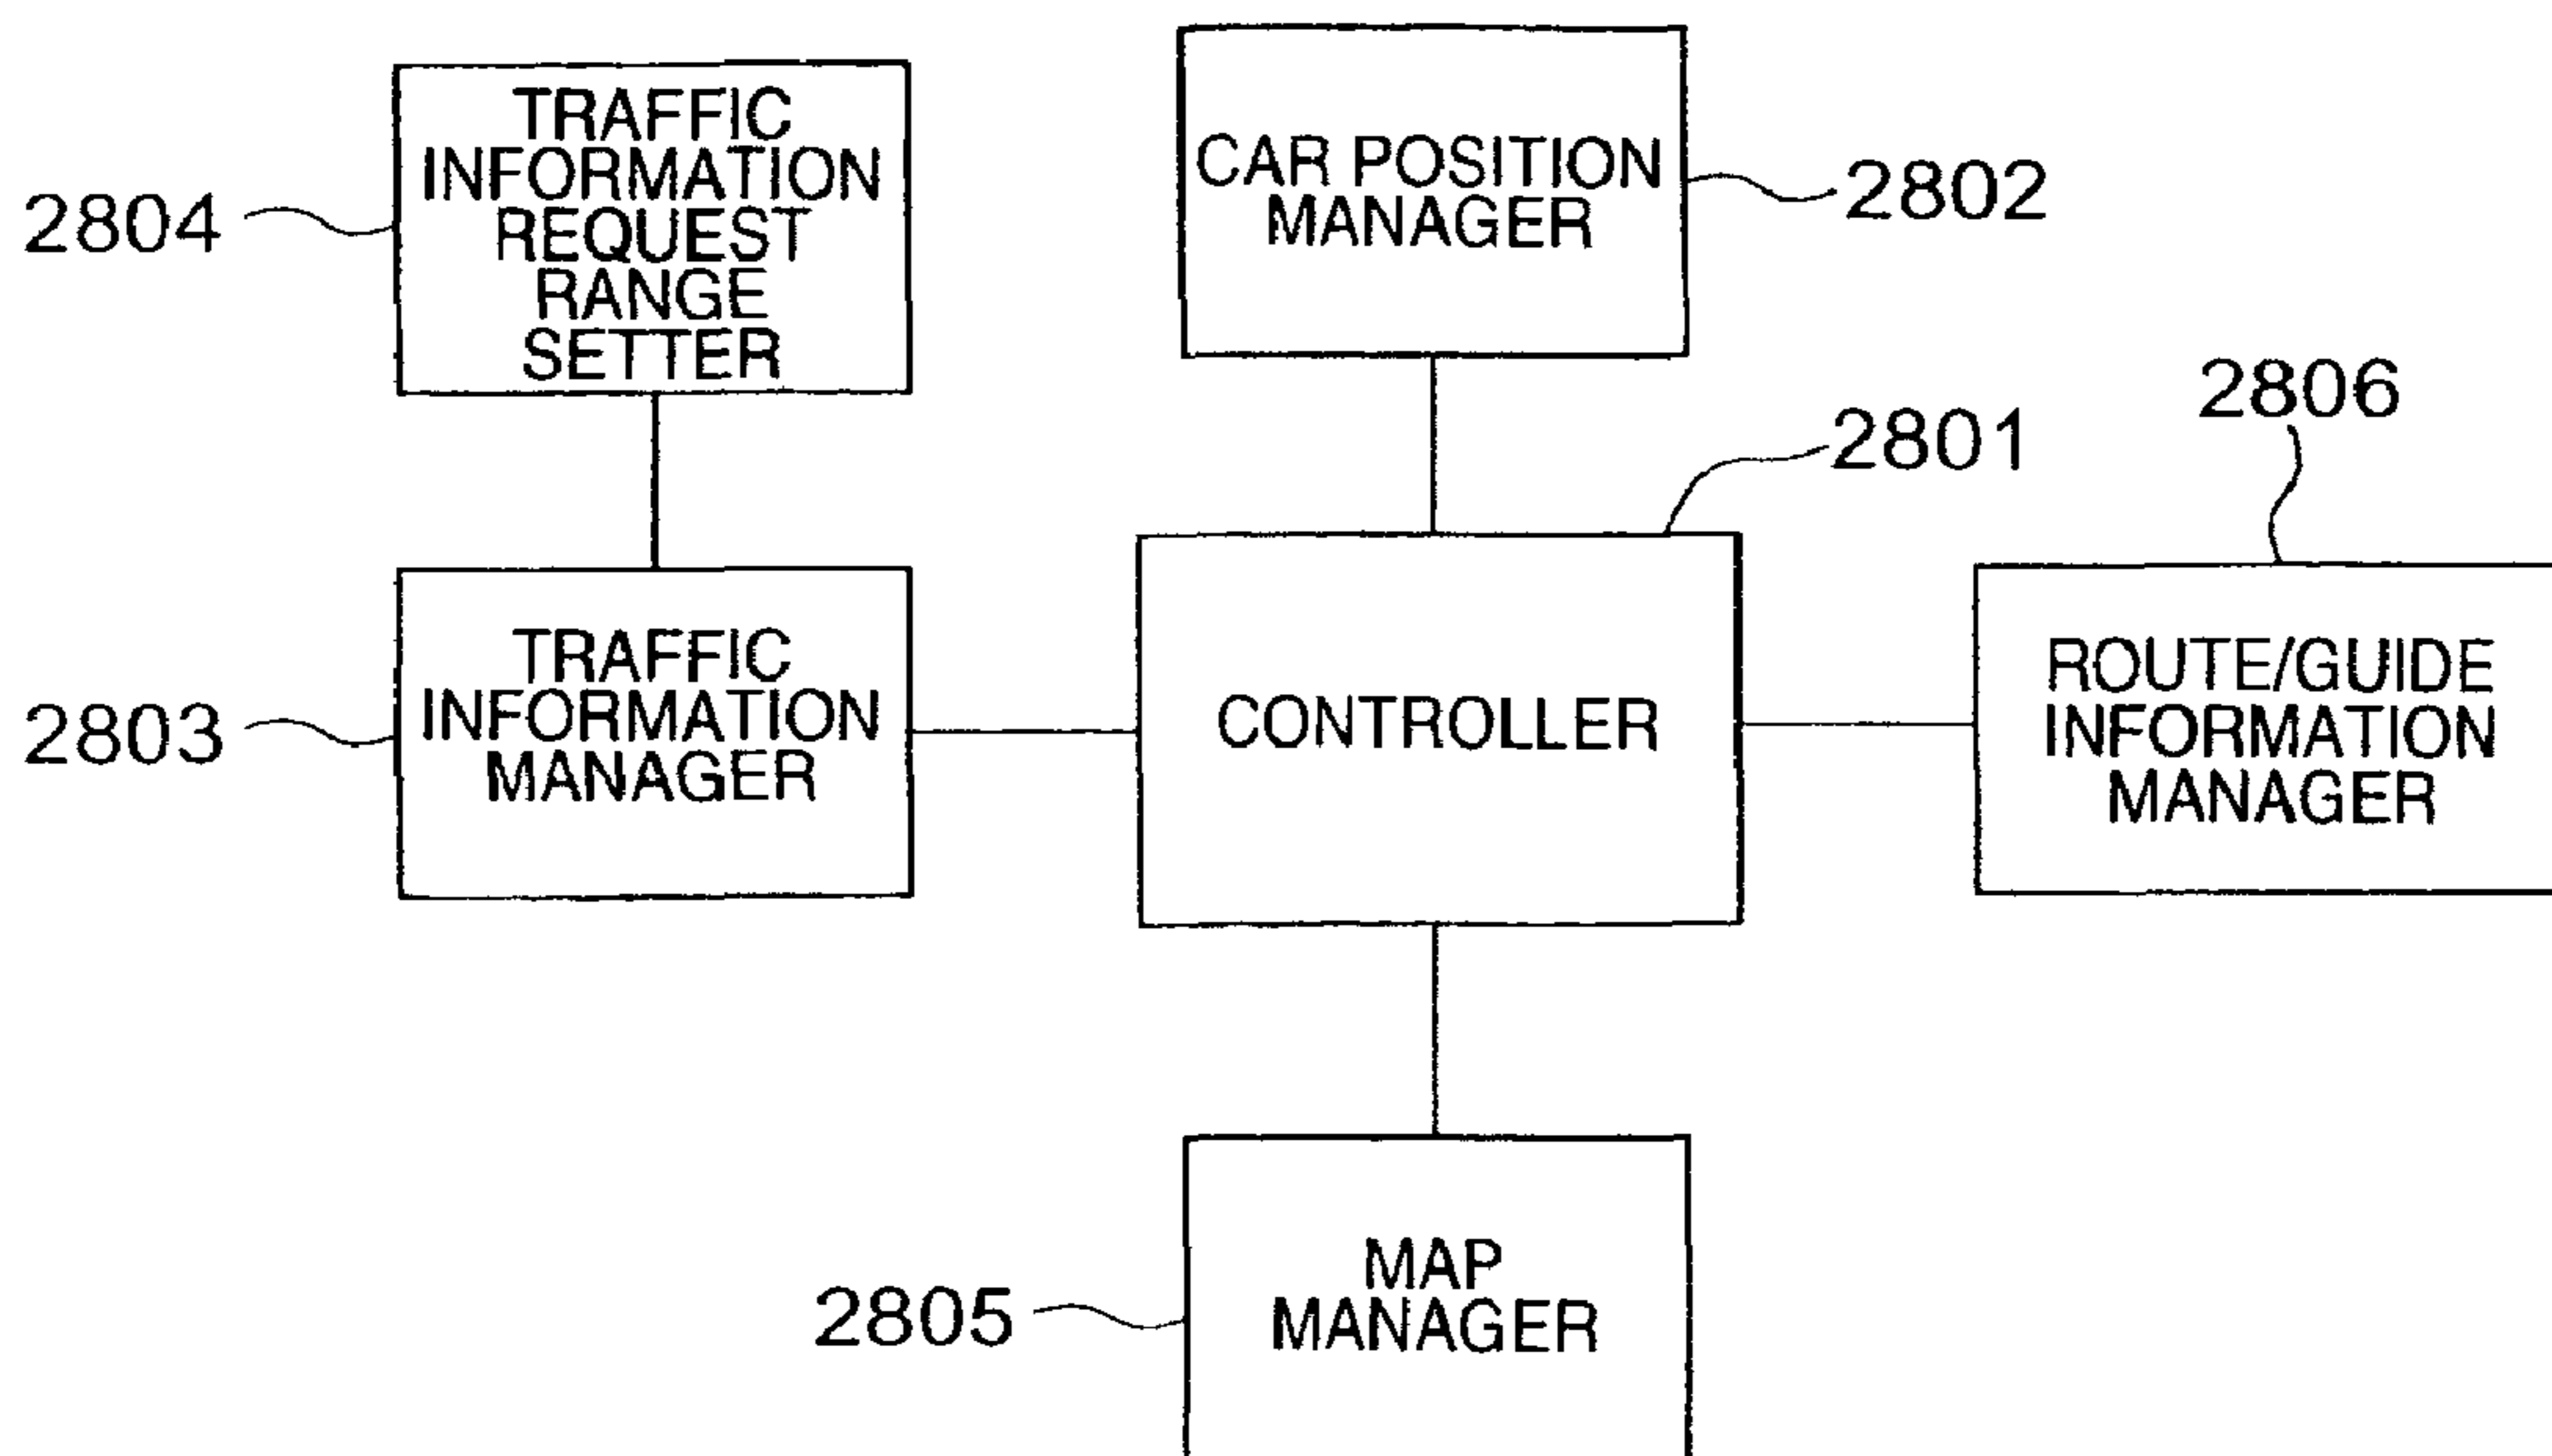 TRAFFIC
INFORMATION
REQUEST
RANGE
SETTER
2804
CAR POSITION
MANAGER
2802
2801
2806
TRAFFIC
INFORMATION
MANAGER
2803
CONTROLLER
ROUTE/GUIDE
INFORMATION
MANAGER
MAP
MANAGER
2805